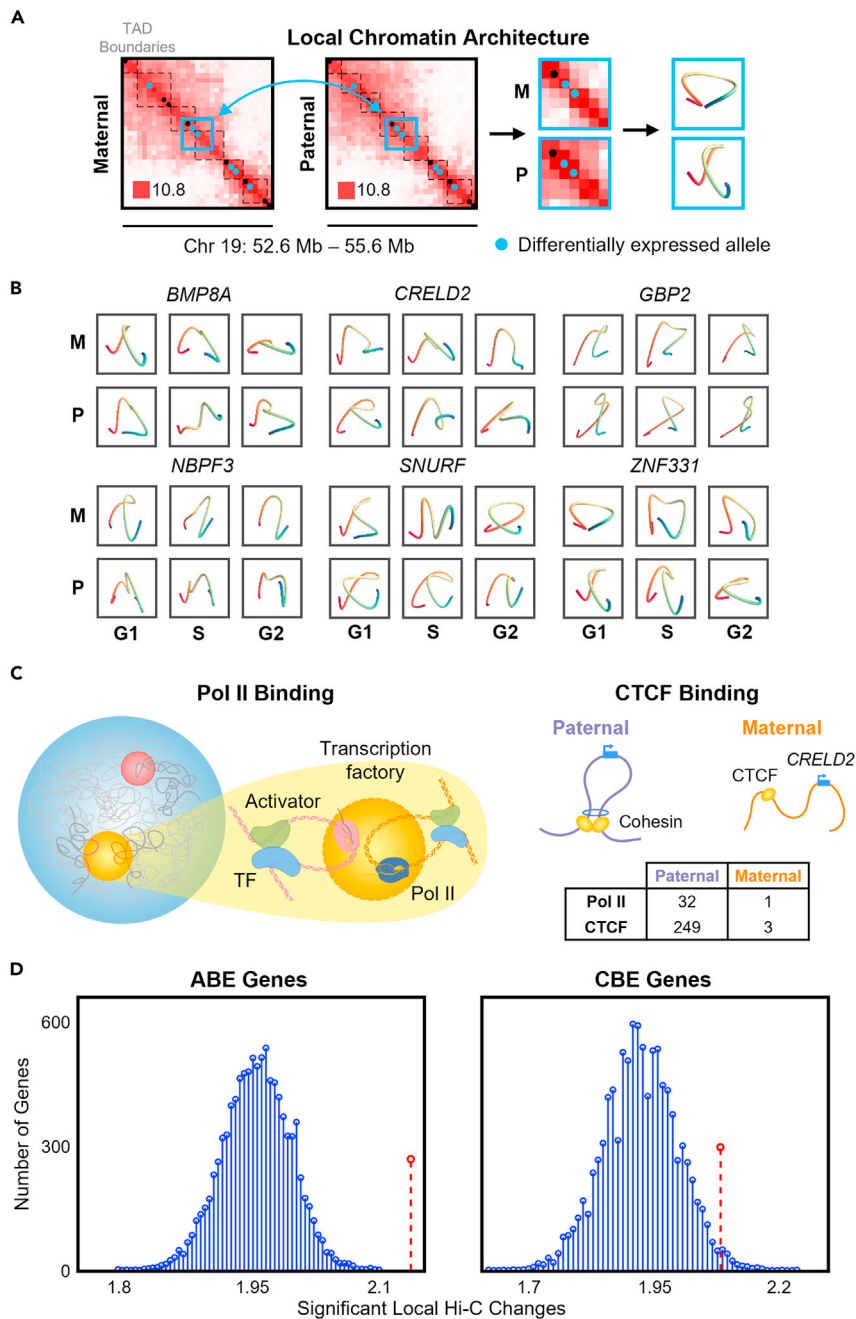 A
TAD
Boundaries
Local Chromatin Architecture
Maternal
10.8
Paternal
10.8
M
P
Chr 19: 52.6 Mb – 55.6 Mb
Differentially expressed allele
B
BMP8A
CRELD2
GBP2
M
P
NBPF3
SNURF
ZNF331
M
P
G1
S
G2
G1
S
G2
G1
S
G2
C
Pol II Binding
Transcription
factory
Activator
TF
Pol II
CTCF Binding
Paternal
Maternal
CTCF
CRELD2
Cohesin
Paternal Maternal
Pol II 32 1
CTCF 249 3
D
ABE Genes
CBE Genes
Number of Genes
600
300
0
1.8 1.95 2.1
1.7 1.95 2.2
Significant Local Hi-C Changes